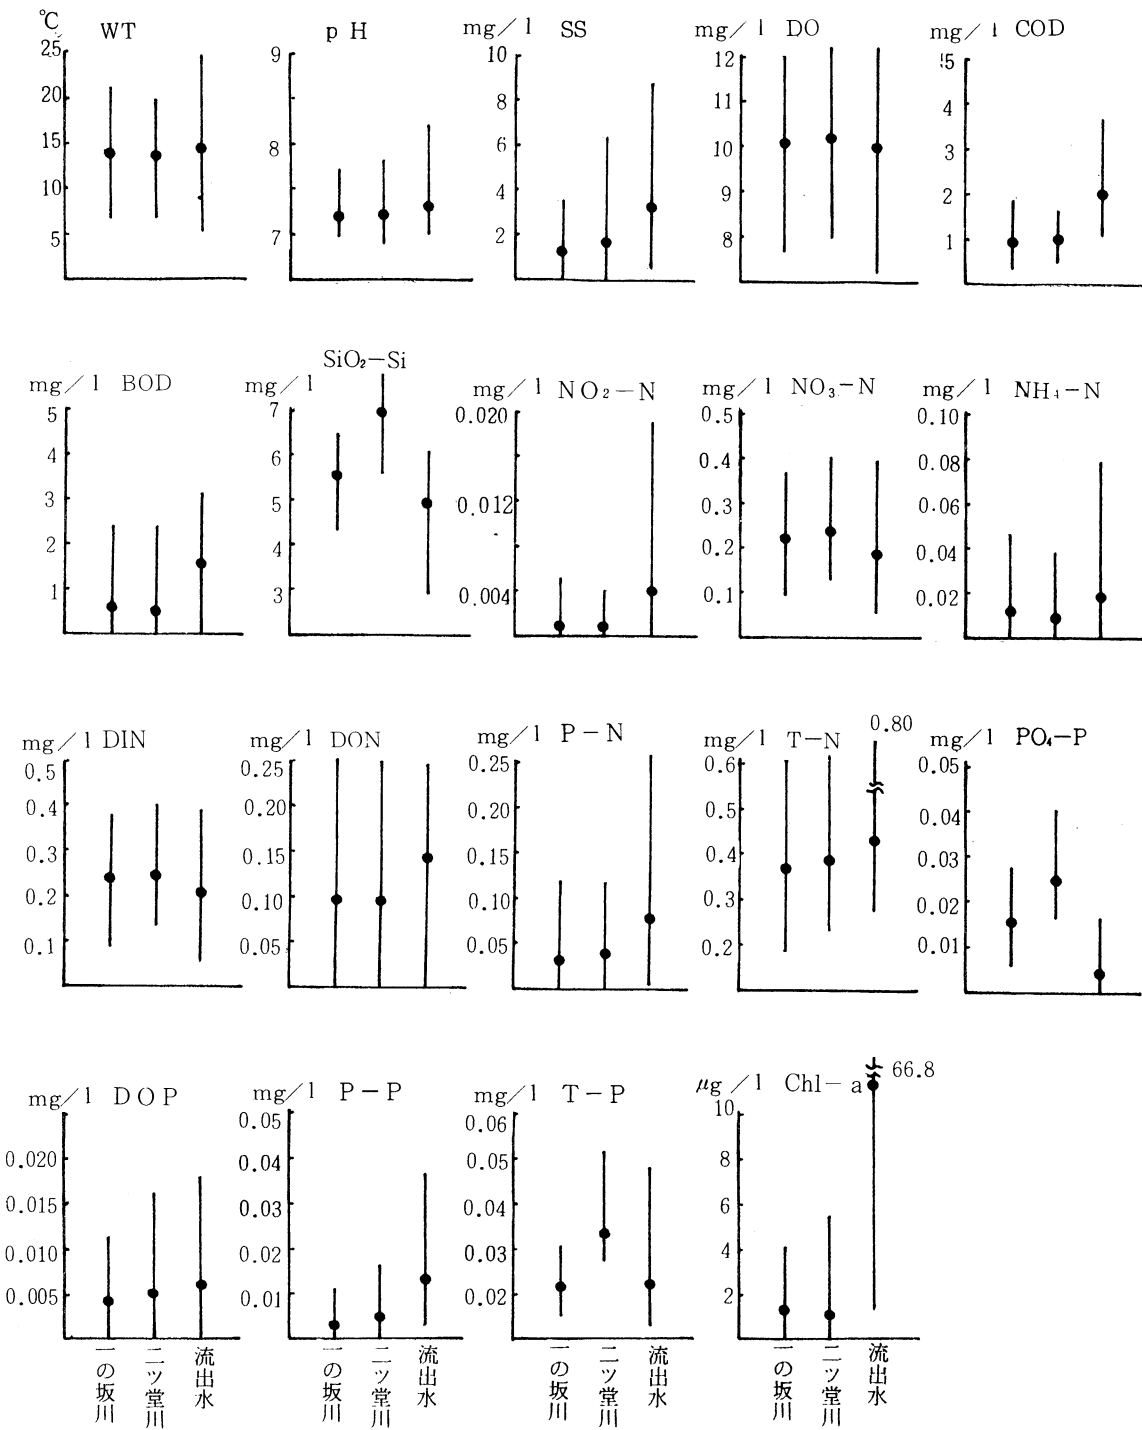 ℃ WT
25
20
15
10
5
p H
9
8
7
mg/l SS
10
8
6
4
2
mg/l DO
12
11
10
9
8
mg/l COD
5
4
3
2
1
mg/l BOD
5
4
3
2
1
SiO₂-Si
mg/l
7
6
5
4
3
mg/l NO₂-N
0.020
0.012
0.004
mg/l NO₃-N
0.5
0.4
0.3
0.2
0.1
mg/l NH₄-N
0.10
0.08
0.06
0.04
0.02
mg/l DIN
0.5
0.4
0.3
0.2
0.1
mg/l DON
0.25
0.20
0.15
0.10
0.05
mg/l P-N
0.25
0.20
0.15
0.10
0.05
mg/l T-N
0.80
0.6
0.5
0.4
0.3
0.2
mg/l PO₄-P
0.05
0.04
0.03
0.02
0.01
mg/l DOP
0.020
0.015
0.010
0.005
一の坂川
二ッ堂川
流出水
mg/l P-P
0.05
0.04
0.03
0.02
0.01
一の坂川
二ッ堂川
流出水
mg/l T-P
0.06
0.05
0.04
0.03
0.02
一の坂川
二ッ堂川
流出水
μg/l Chl-a
66.8
10
8
6
4
2
一の坂川
二ッ堂川
流出水